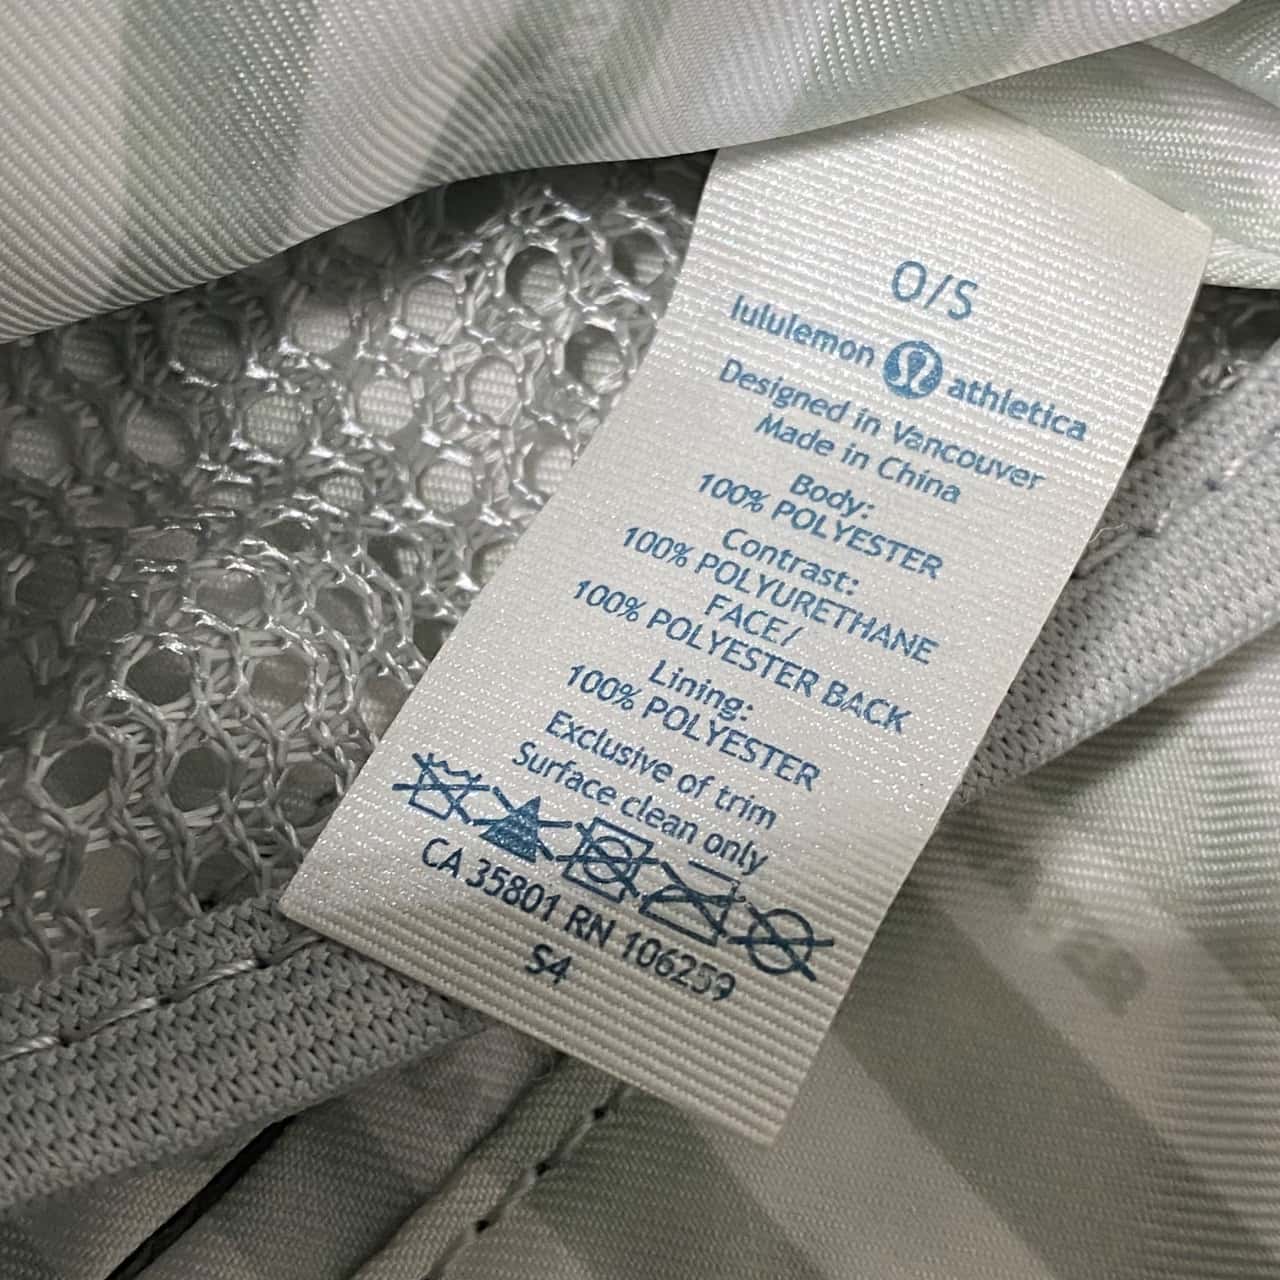 O/S
lululemon athletica
Designed in Vancouver
Made in China
Body:
100% POLYESTER
Contrast:
100% POLYURETHANE
FACE/
100% POLYESTER BACK
Lining:
100% POLYESTER
Exclusive of trim
Surface clean only
CA 35801 RN 106259
S4